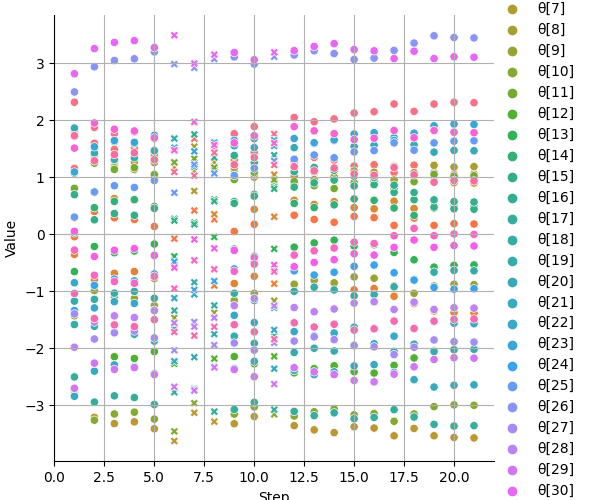 Value
3
2
1
0
−1
−2
−3
0.0 2.5 5.0 7.5 10.0 12.5 15.0 17.5 20.0
Step
θ[7]
θ[8]
θ[9]
θ[10]
θ[11]
θ[12]
θ[13]
θ[14]
θ[15]
θ[16]
θ[17]
θ[18]
θ[19]
θ[20]
θ[21]
θ[22]
θ[23]
θ[24]
θ[25]
θ[26]
θ[27]
θ[28]
θ[29]
θ[30]